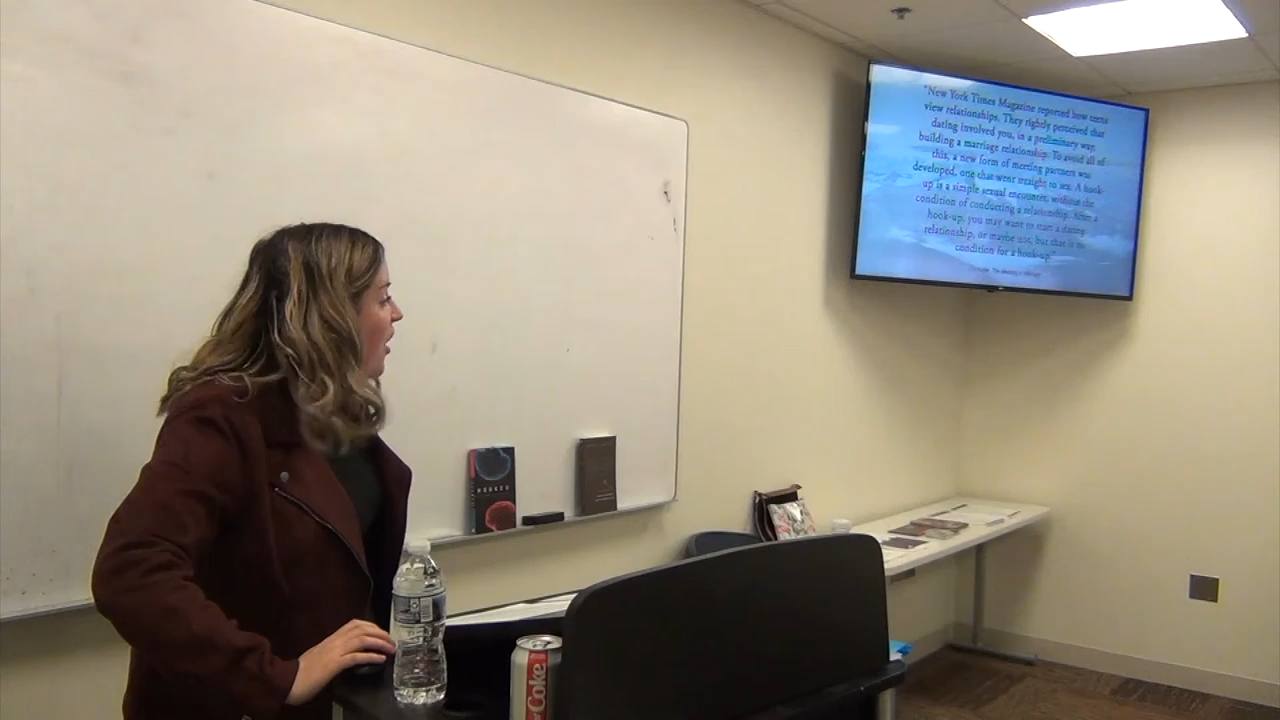 "New York Times Magazine reported how teens
view relationships. They rightly perceived that
dating involved you, in a preliminary way,
building a marriage relationship. To avoid all of
this, a new form of meeting partners was
developed, one that went straight to sex. A hook-
up is a simple sexual encounter, without the
condition of conducting a relationship. After a
hook-up, you may want to start a dating
relationship, or maybe not, but that is no
condition for a hook-up."
HOOKED
Coke